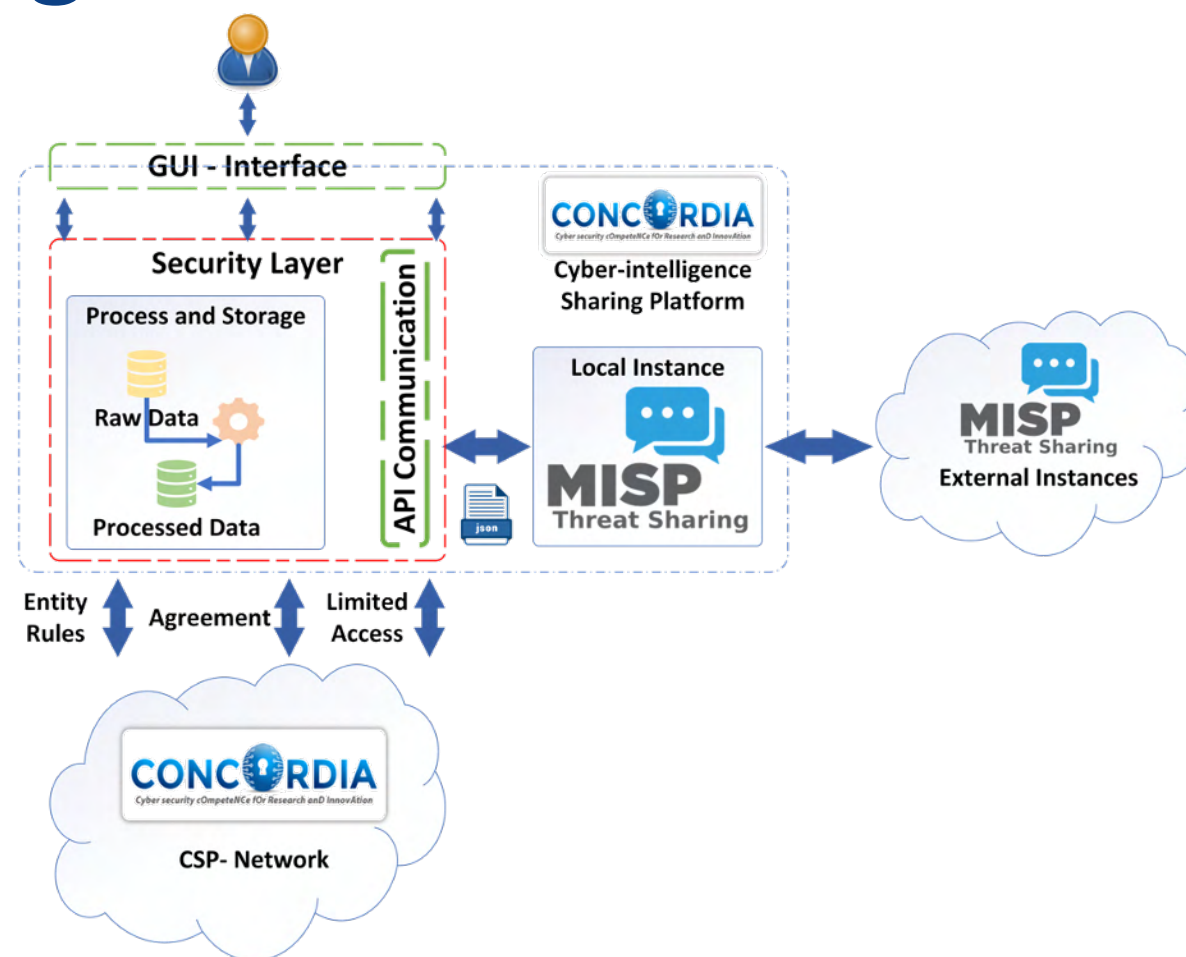 GUI - Interface
Security Layer
Process and Storage
Raw Data
Processed Data
API Communication
CONCORDIA
Cyber security cOmpeteNCe fOr Research anD InnovAtion
Cyber-intelligence
Sharing Platform
Local Instance
MISP
Threat Sharing
json
MISP
Threat Sharing
External Instances
Entity
Rules
Agreement
Limited
Access
CONCORDIA
Cyber security cOmpeteNCe fOr Research anD InnovAtion
CSP- Network